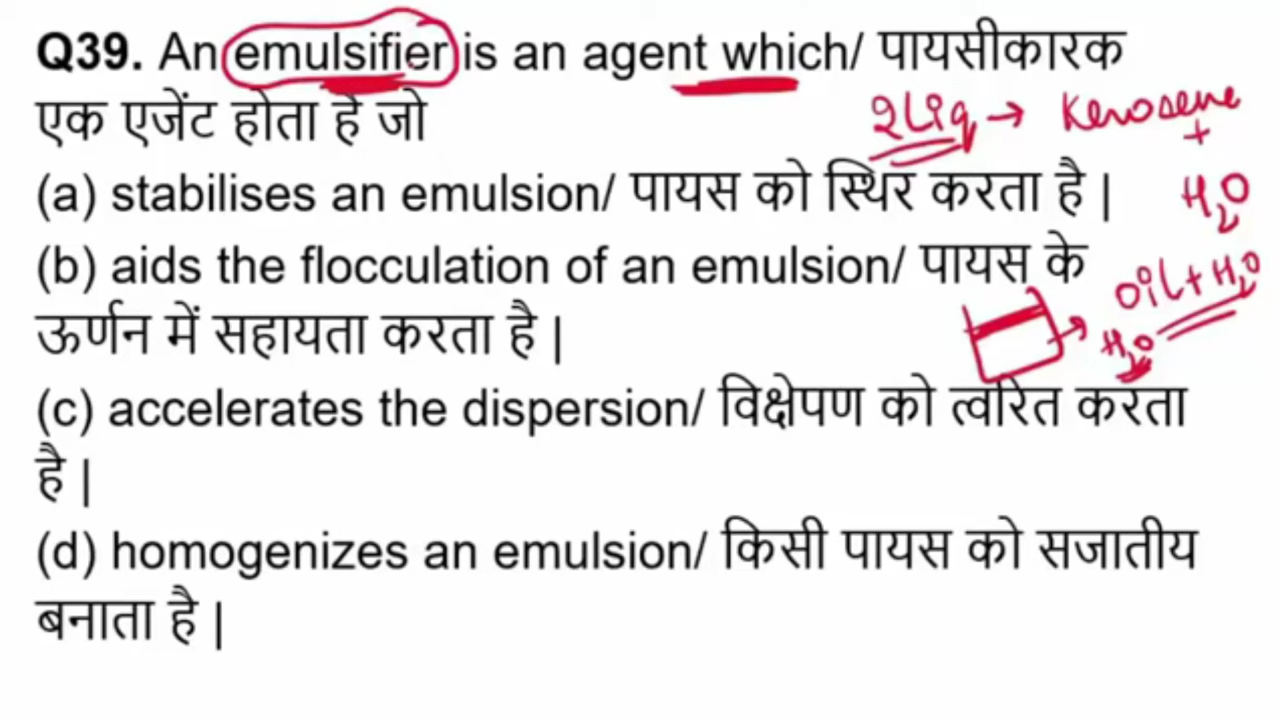 Q39. An emulsifier is an agent which/ पायसीकारक
एक एजेंट होता है जो
2Liq → Kerosene
+
(a) stabilises an emulsion/ पायस को स्थिर करता है |
H₂O
(b) aids the flocculation of an emulsion/ पायस के
Oil + H₂O
ऊर्णन में सहायता करता है |
H₂O
(c) accelerates the dispersion/ विक्षेपण को त्वरित करता
है |
(d) homogenizes an emulsion/ किसी पायस को सजातीय
बनाता है |